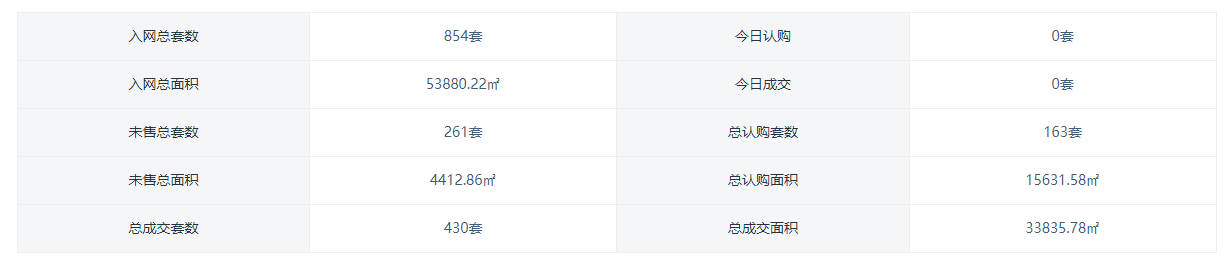 入网总套数 854套 今日认购 0套
入网总面积 53880.22㎡ 今日成交 0套
未售总套数 261套 总认购套数 163套
未售总面积 4412.86㎡ 总认购面积 15631.58㎡
总成交套数 430套 总成交面积 33835.78㎡